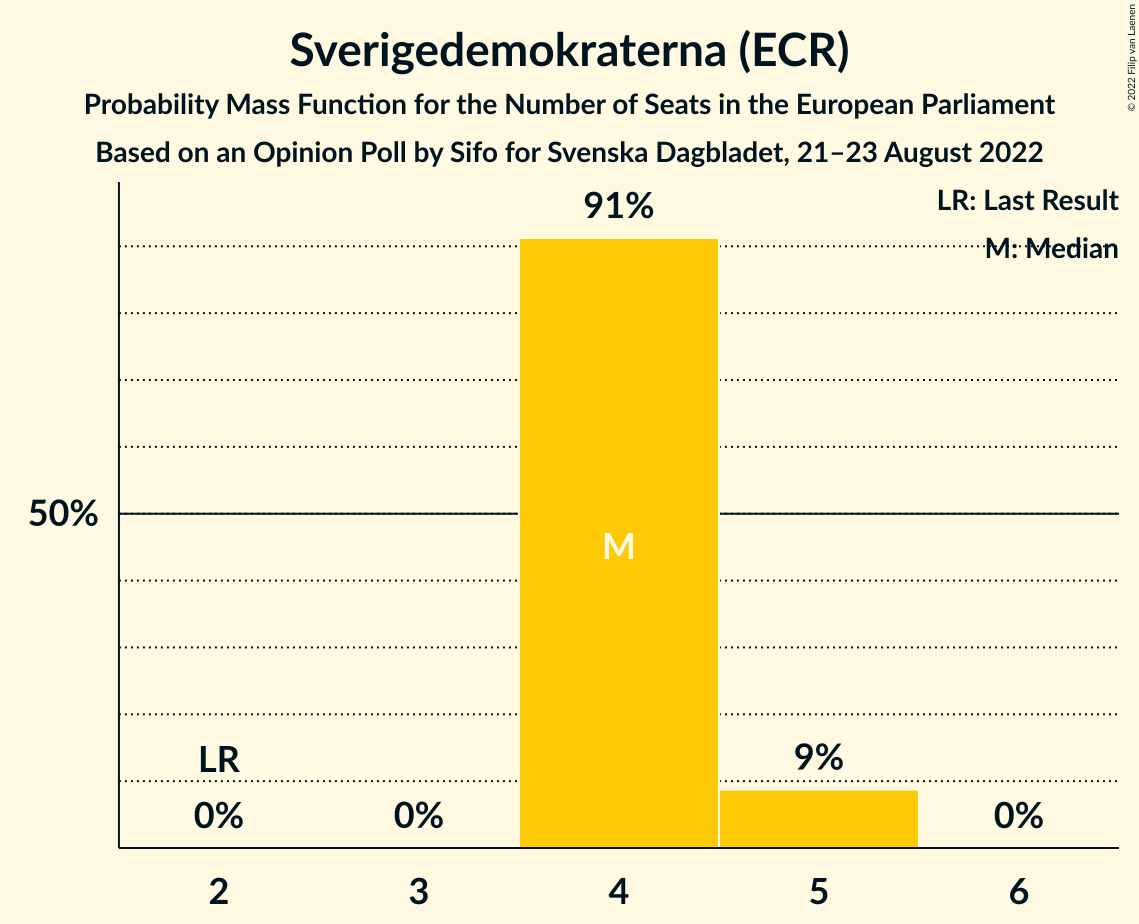 Sverigedemokraterna (ECR)
Probability Mass Function for the Number of Seats in the European Parliament
Based on an Opinion Poll by Sifo for Svenska Dagbladet, 21–23 August 2022
© 2022 Filip van Laenen
LR: Last Result
M: Median
91%
50%
M
LR
9%
0%
0%
0%
2
3
4
5
6